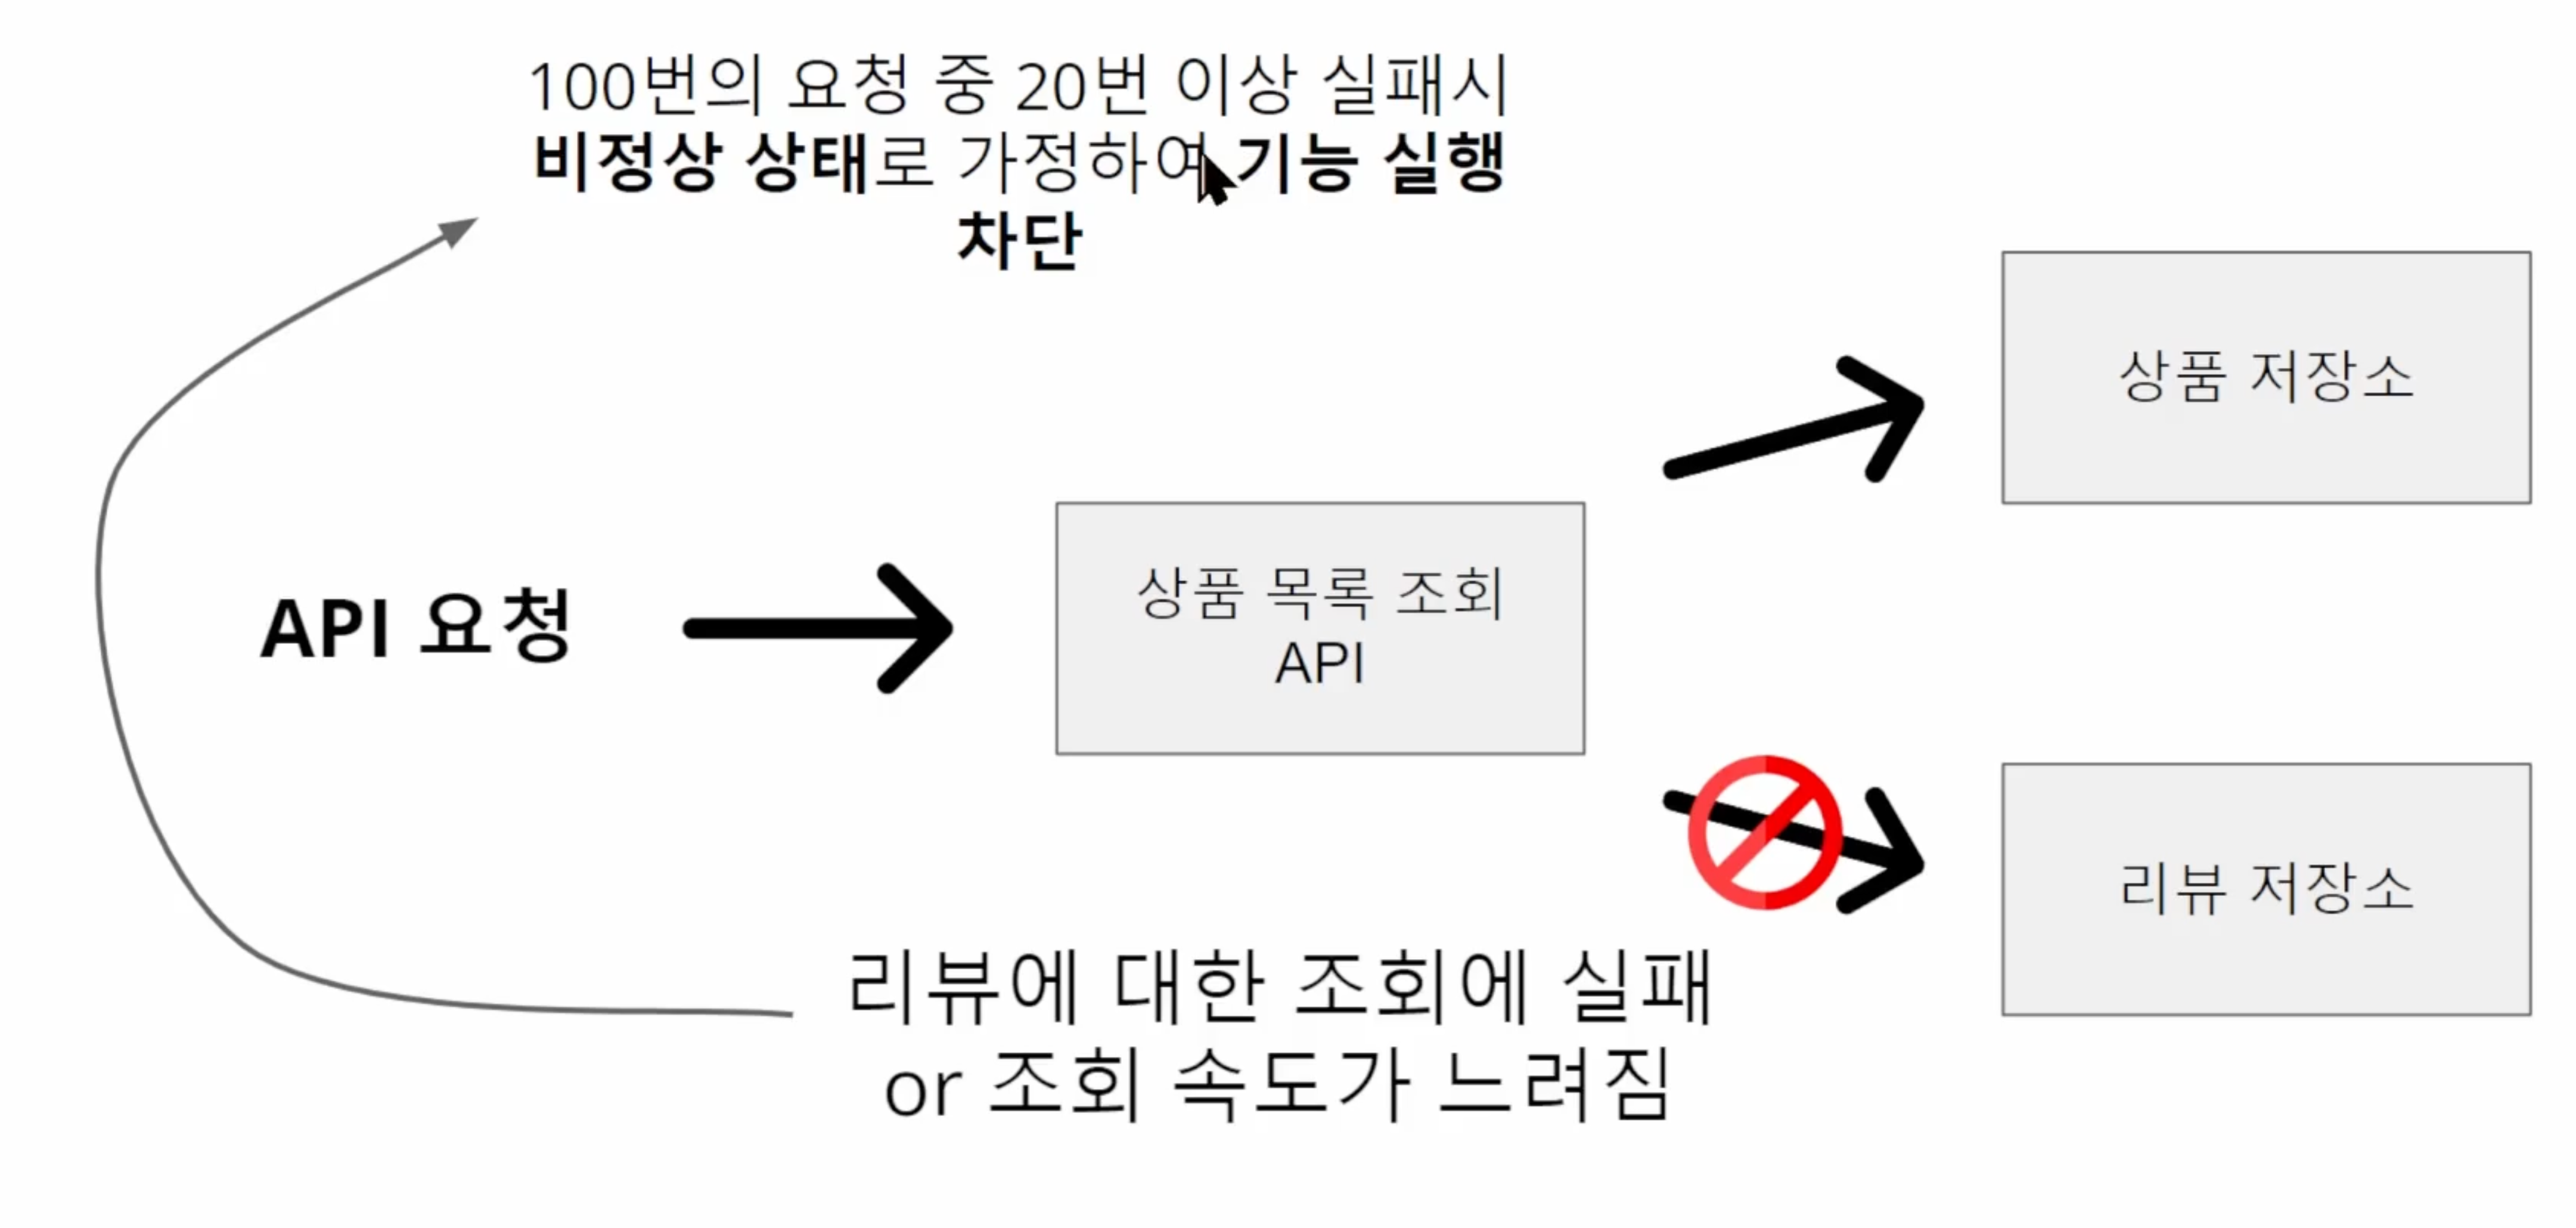 100번의 요청 중 20번 이상 실패시
비정상 상태로 가정하여 기능 실행
차단
상품 저장소
상품 목록 조회
API
API 요청
리뷰 저장소
리뷰에 대한 조회에 실패
or 조회 속도가 느려짐